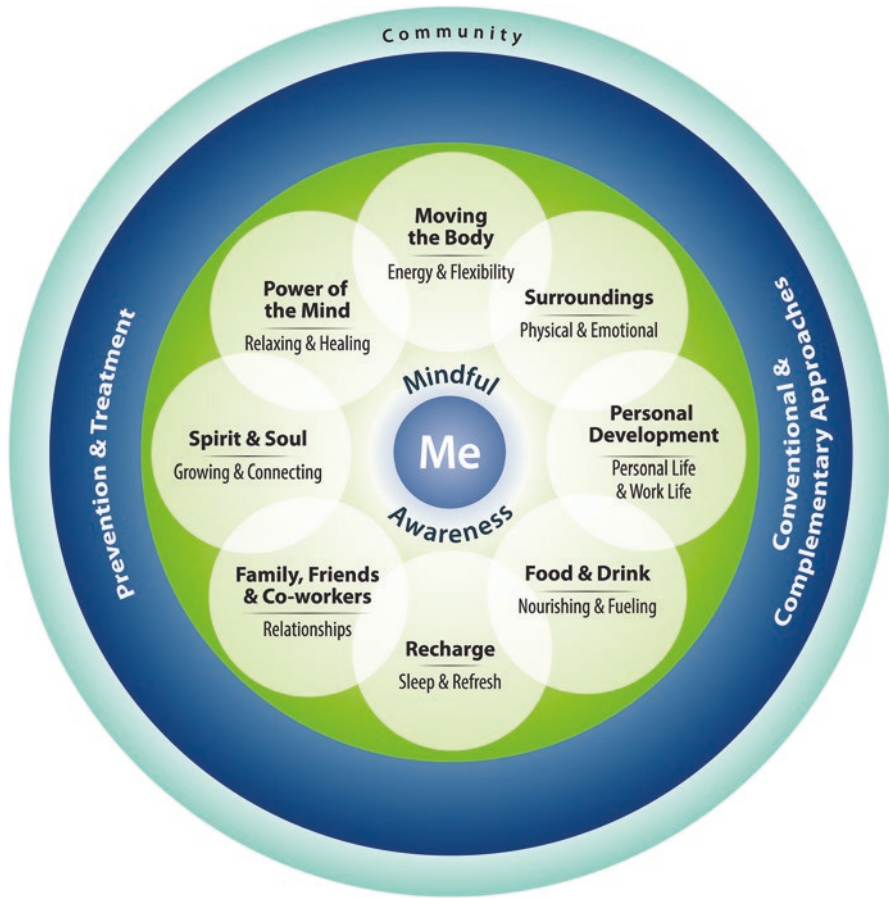 Community
Moving
the Body
Energy & Flexibility
Surroundings
Physical & Emotional
Personal
Development
Personal Life
& Work Life
Food & Drink
Nourishing & Fueling
Recharge
Sleep & Refresh
Family, Friends
& Co-workers
Relationships
Spirit & Soul
Growing & Connecting
Power of
the Mind
Relaxing & Healing
Mindful
Me
Awareness
Prevention & Treatment
Conventional &
Complementary Approaches